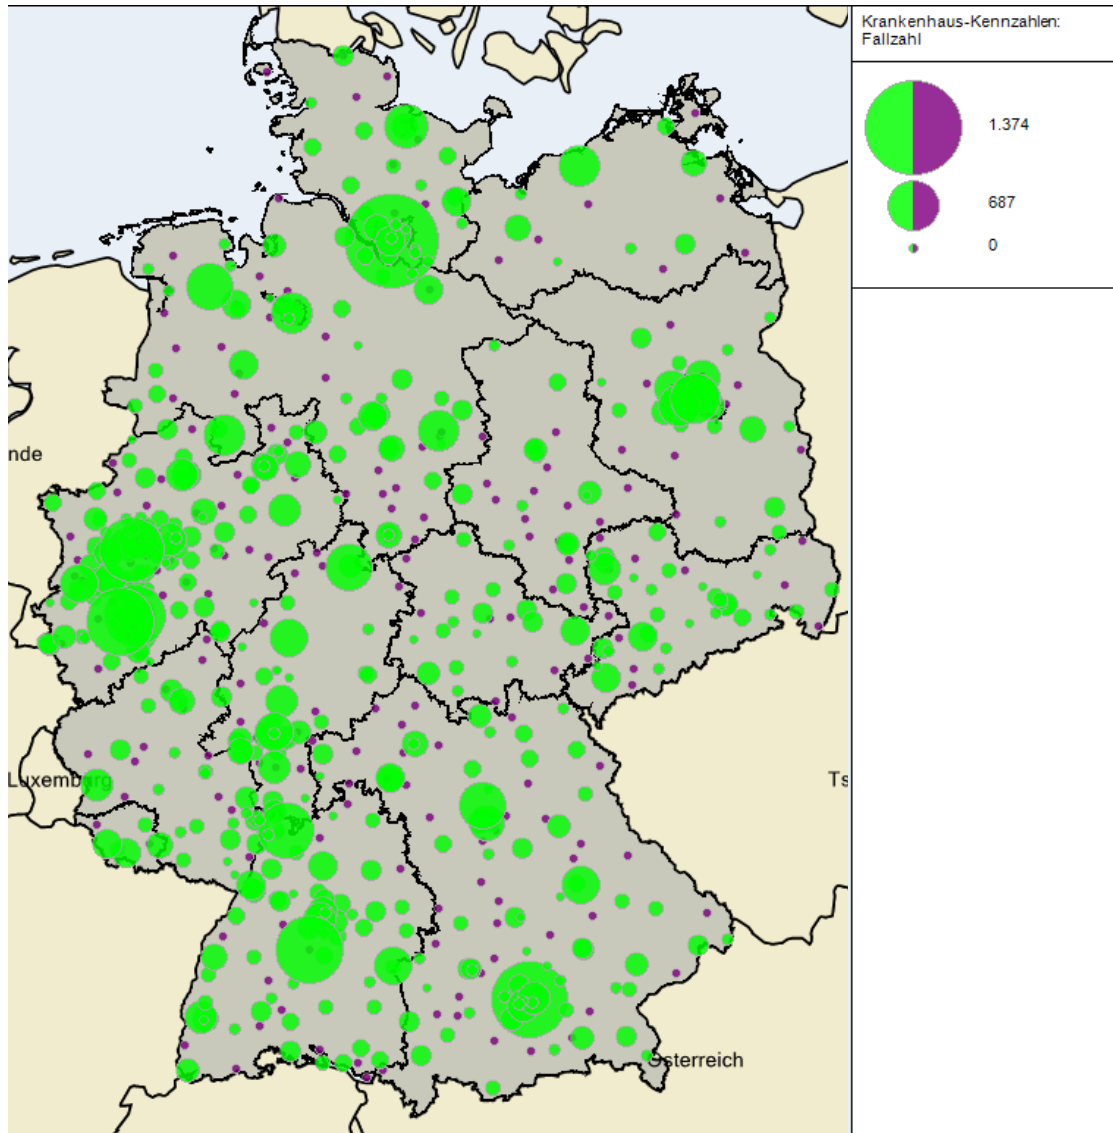 Krankenhaus-Kennzahlen:
Fallzahl
1.374
687
0
nde
Luxemburg
Ts
Österreich